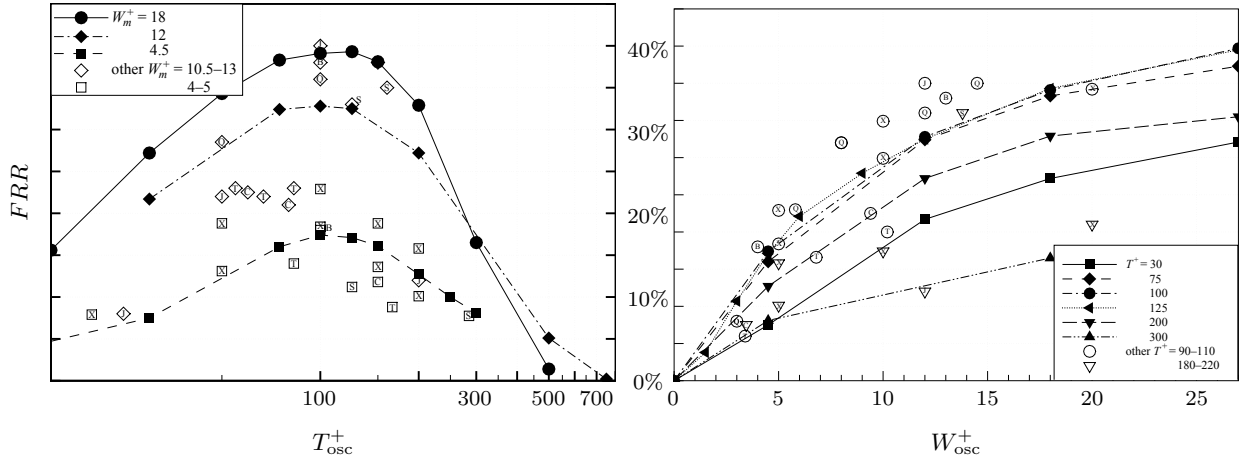 W_m^+ = 18
12
4.5
other W_m^+ = 10.5–13
4–5
FRR
100 300 500 700
T_osc^+
40%
30%
20%
10%
0%
0 5 10 15 20 25
W_osc^+
T^+ = 30
75
100
125
200
300
other T^+ = 90–110
180–220